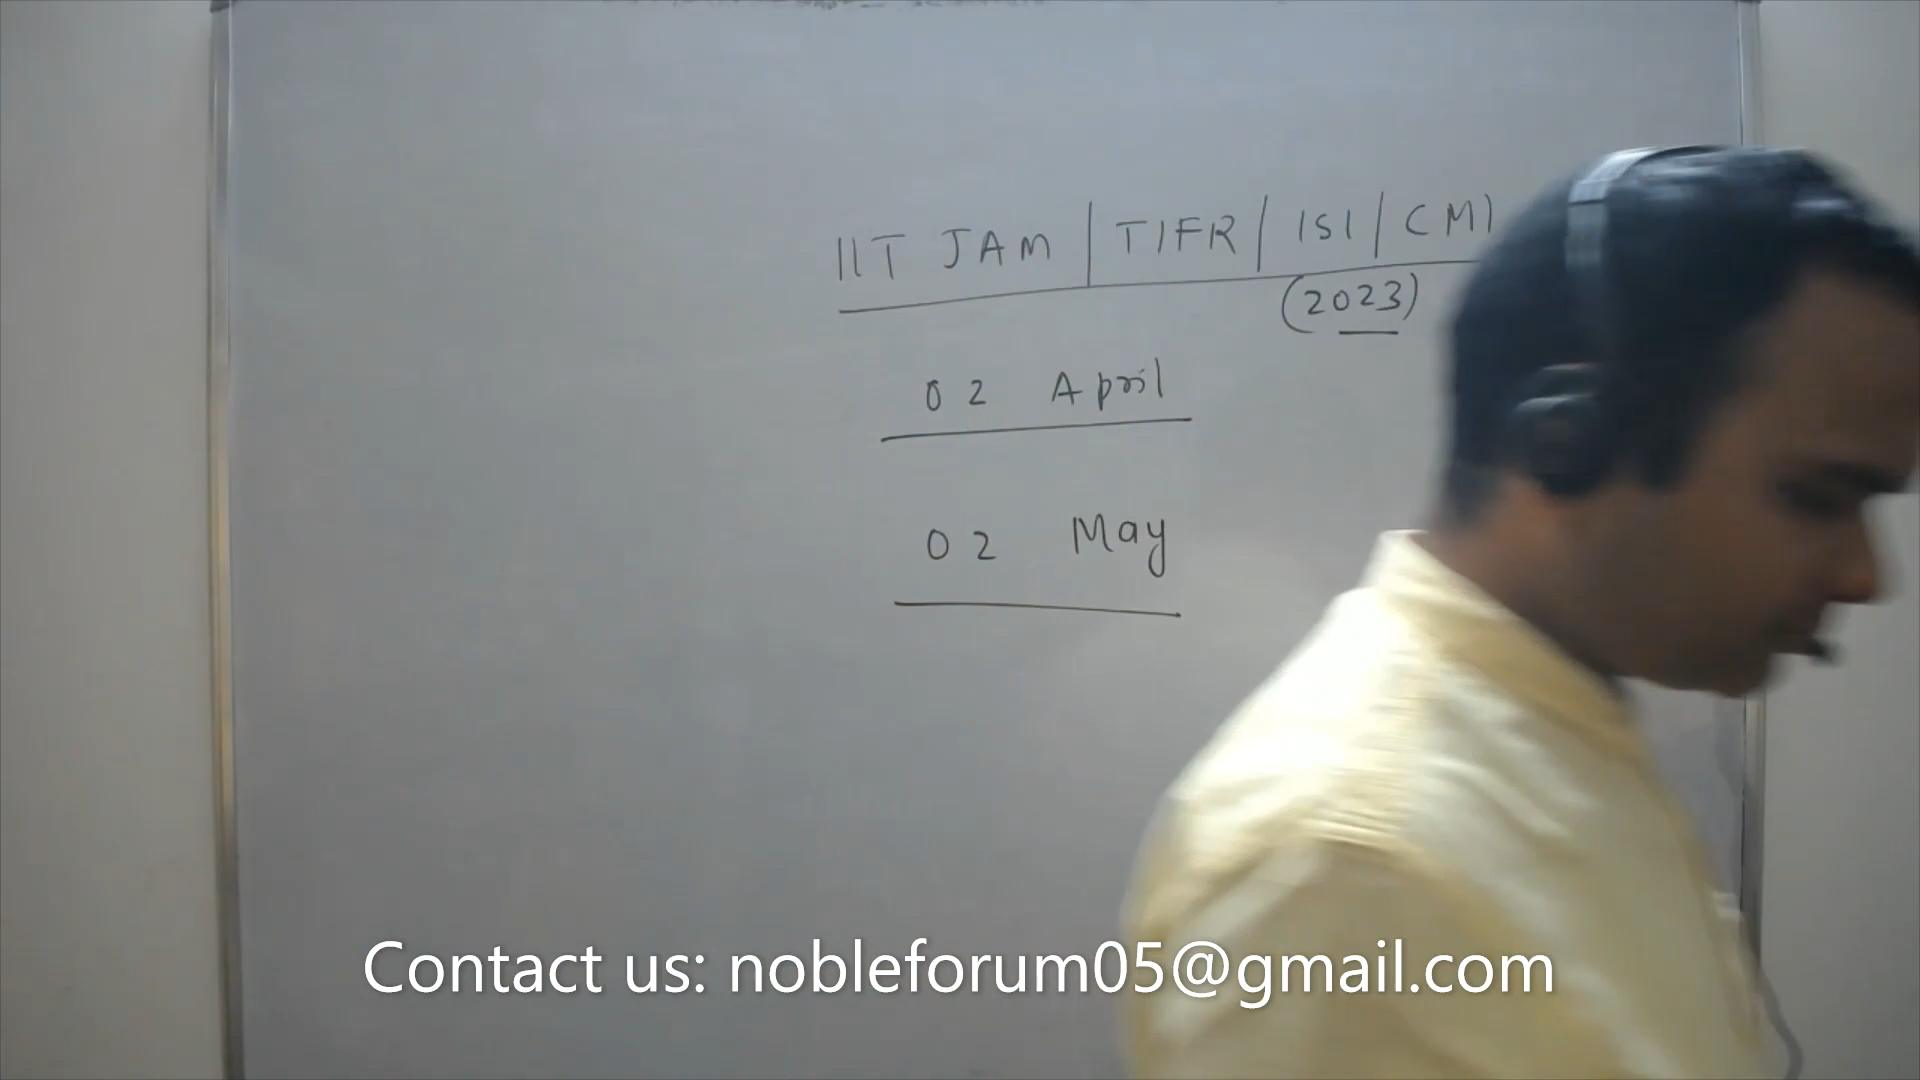 IIT JAM | TIFR / ISI / CMI
(2023)
02 April
02 May
Contact us: nobleforum05@gmail.com